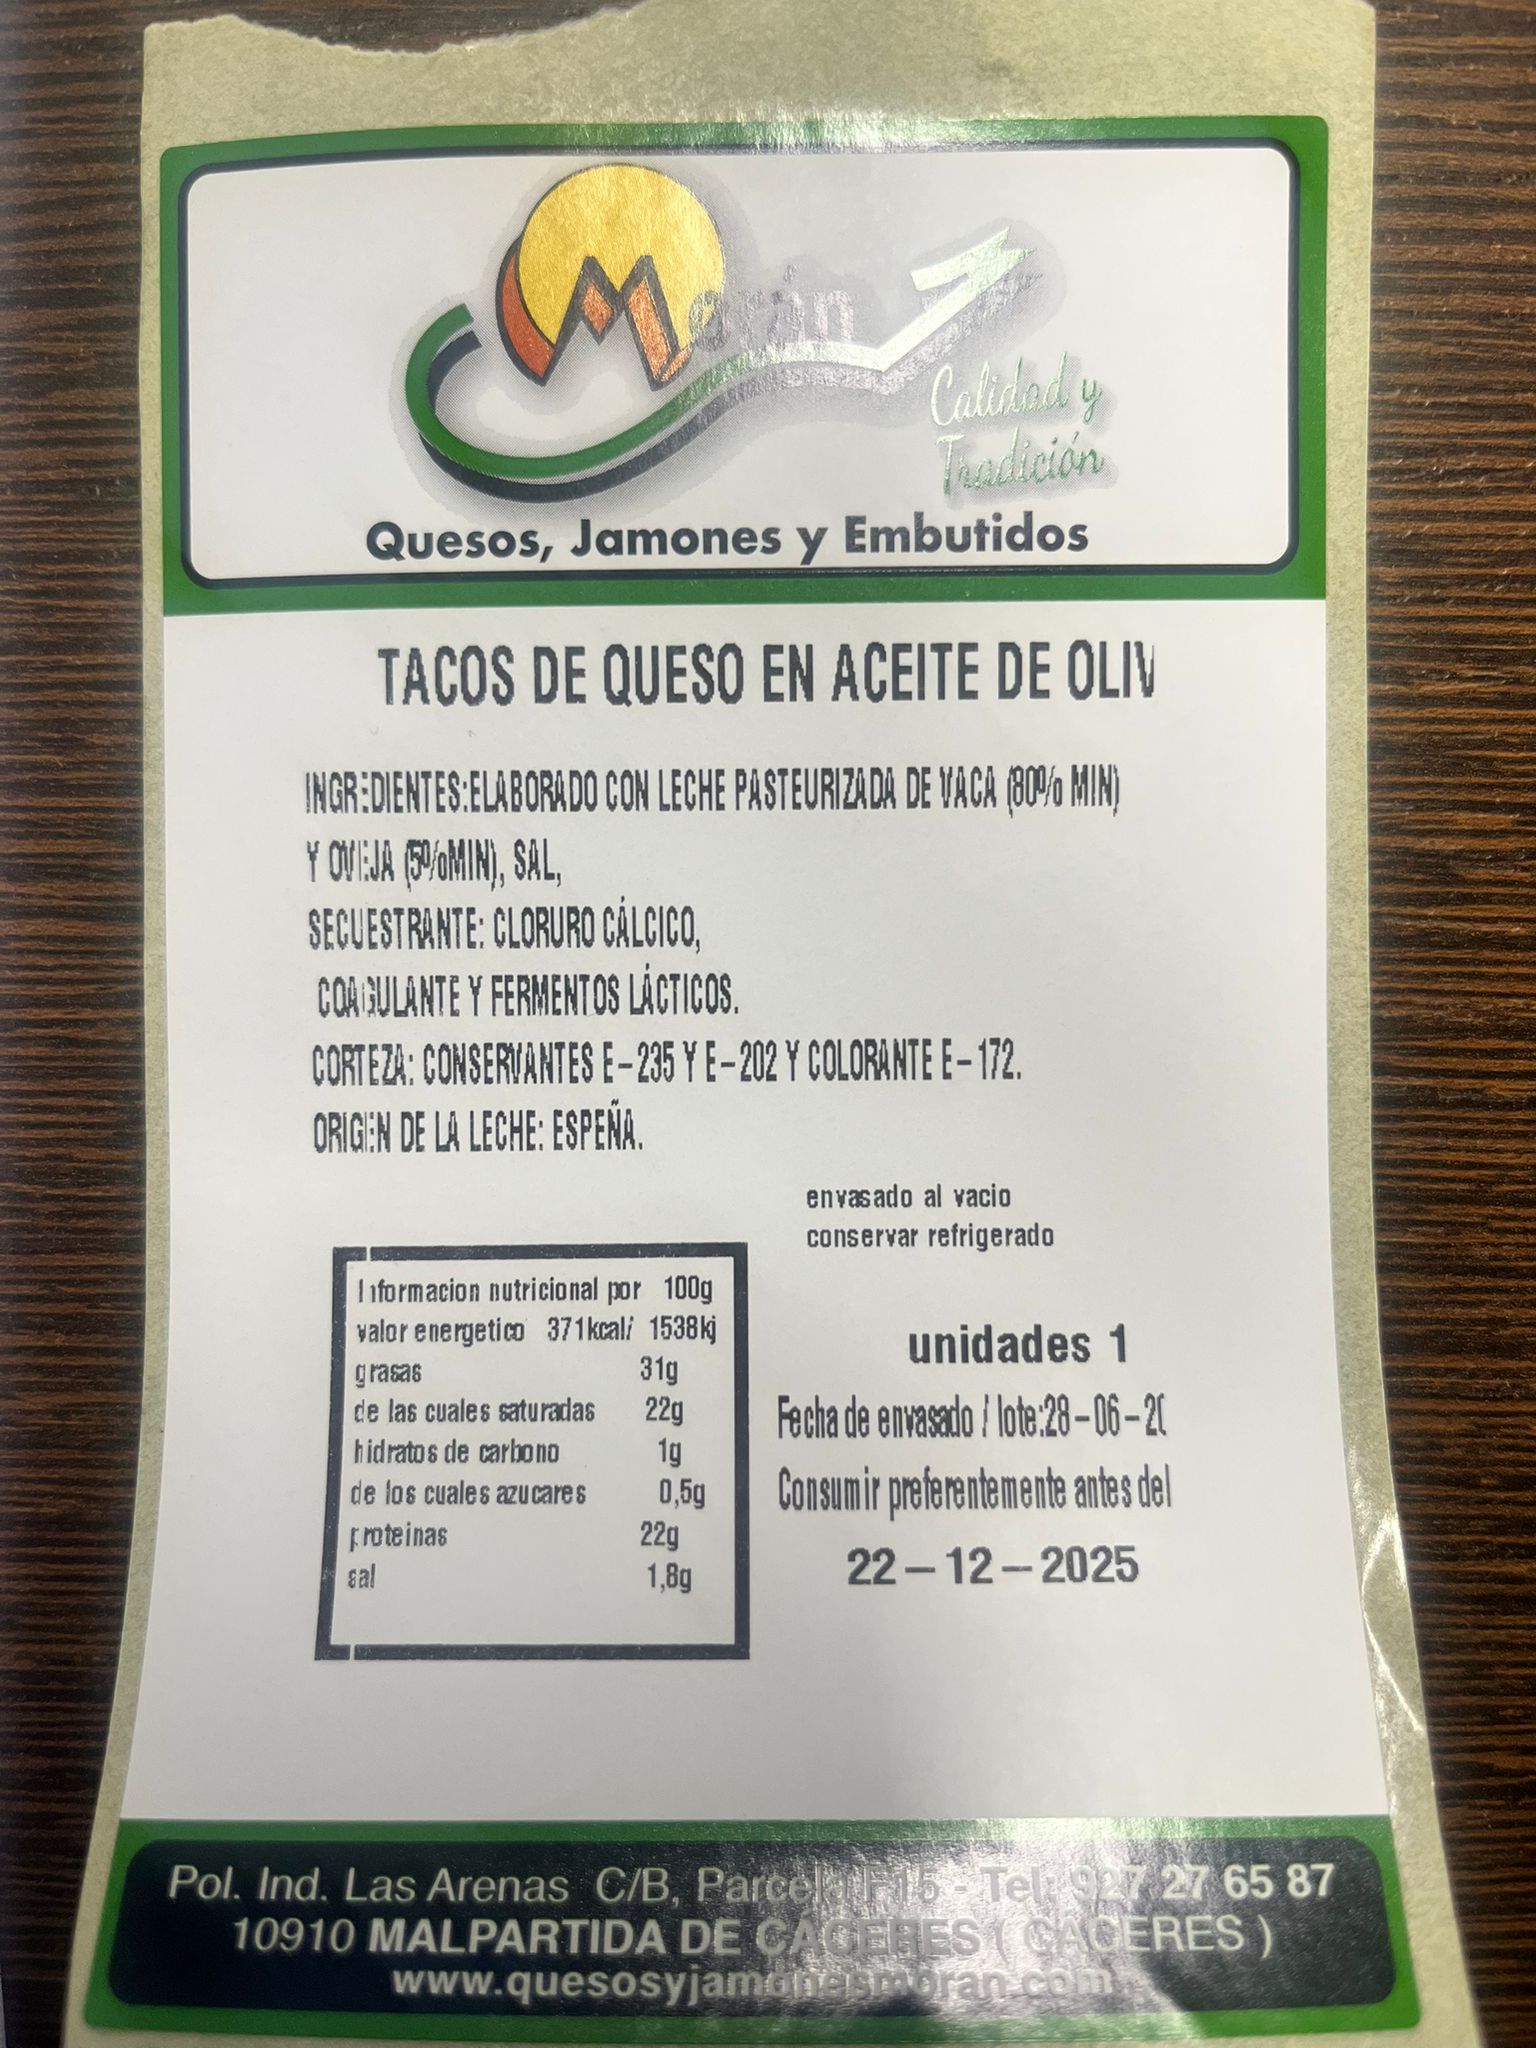 Morán
Calidad y
Tradición
Quesos, Jamones y Embutidos
TACOS DE QUESO EN ACEITE DE OLIV
INGREDIENTES:ELABORADO CON LECHE PASTEURIZADA DE VACA (80% MIN)
Y OVEJA (5%MIN), SAL,
SECUESTRANTE: CLORURO CÁLCICO,
COAGULANTE Y FERMENTOS LÁCTICOS.
CORTEZA: CONSERVANTES E-235 Y E-202 Y COLORANTE E-172.
ORIGEN DE LA LECHE: ESPEÑA.
envasado al vacio
conservar refrigerado
Informacion nutricional por 100g
valor energetico 371kcal/ 1538kj
grasas 31g
de las cuales saturadas 22g
hidratos de carbono 1g
de los cuales azucares 0,5g
proteinas 22g
sal 1,8g
unidades 1
Fecha de envasado / lote:28-06-20
Consumir preferentemente antes del
22-12-2025
Pol. Ind. Las Arenas C/B, Parcela F15 - Tel: 927 27 65 87
10910 MALPARTIDA DE CÁCERES ( CÁCERES )
www.quesosyjamonesmoran.com